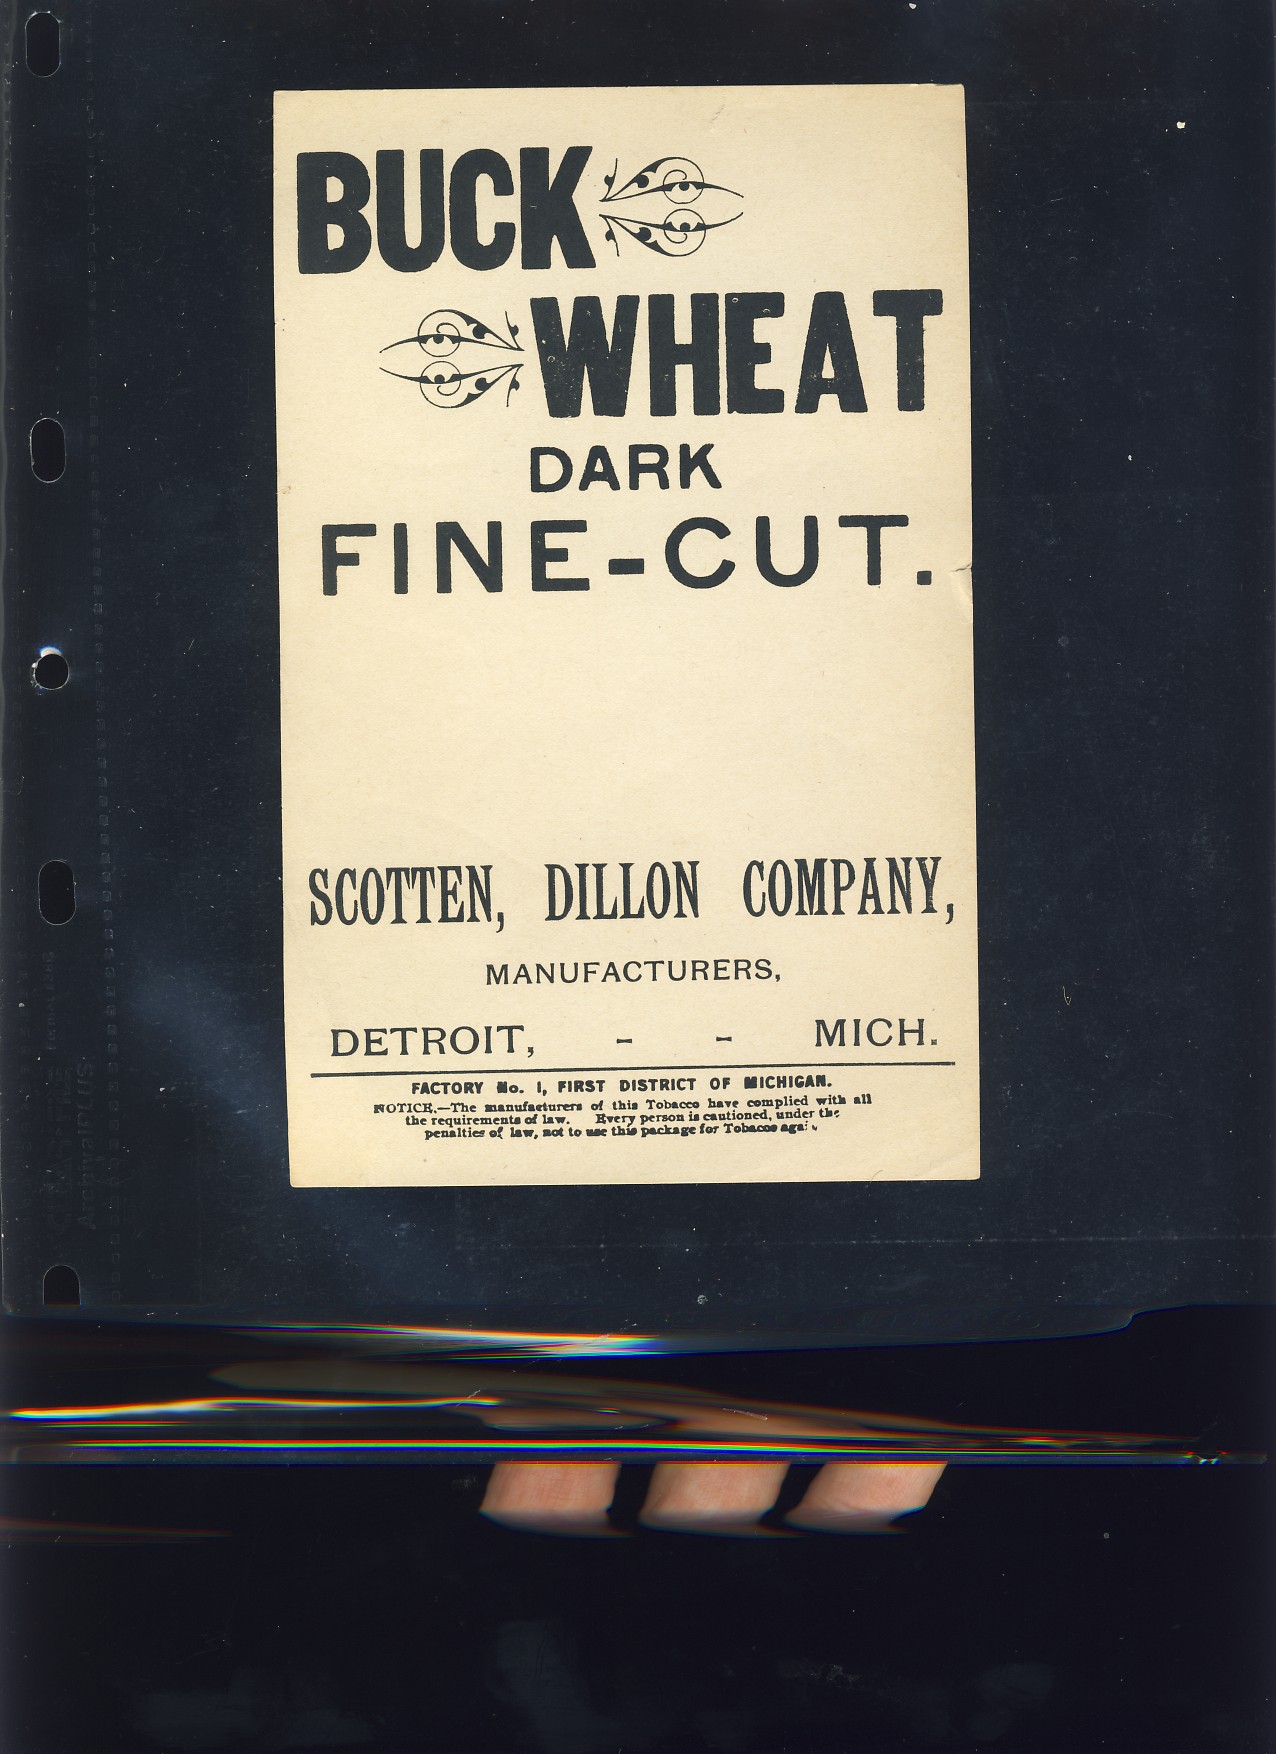 BUCK
WHEAT
DARK
FINE-CUT.
SCOTTEN, DILLON COMPANY,
MANUFACTURERS,
DETROIT, - - MICH.
FACTORY No. 1, FIRST DISTRICT OF MICHIGAN.
NOTICE.—The manufacturers of this Tobacco have complied with all
the requirements of law. Every person is cautioned, under the
penalties of law, not to use this package for Tobacco